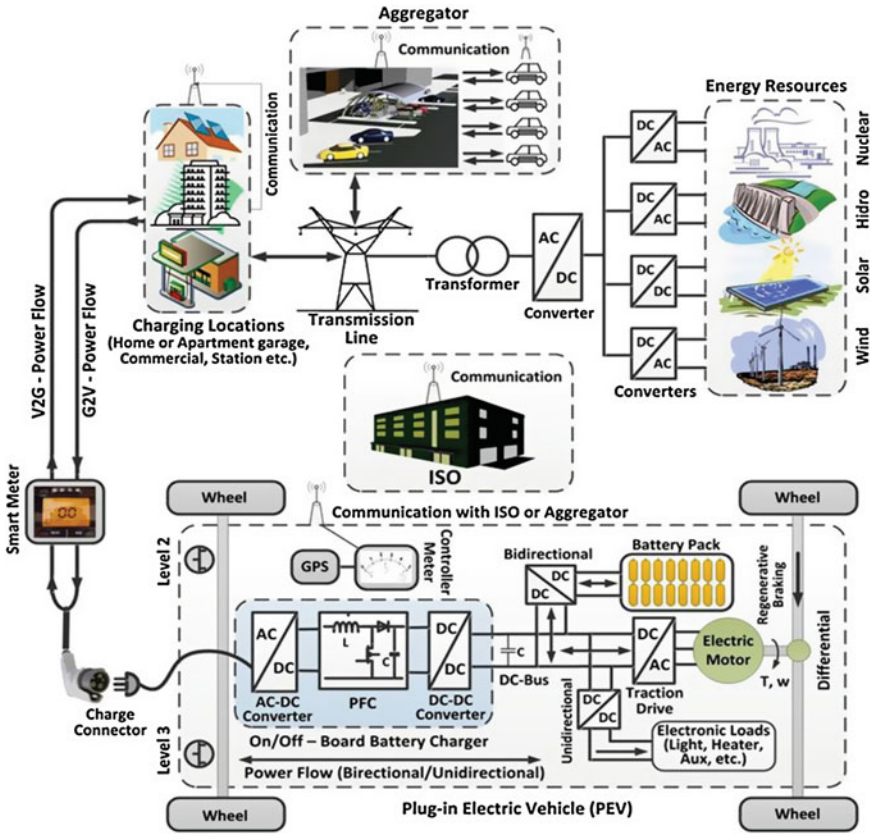 Aggregator
Communication
Energy Resources
Communication
DC
AC
Nuclear
DC
AC
Hidro
AC
DC
DC
DC
Solar
Transformer
Converter
DC
AC
Wind
Converters
Transmission
Line
Charging Locations
(Home or Apartment garage,
Commercial, Station etc.)
V2G - Power Flow
G2V - Power Flow
Communication
ISO
Smart Meter
00
Wheel
Wheel
Communication with ISO or Aggregator
Level 2
GPS
Controller
Meter
Bidirectional
DC
DC
Battery Pack
Regenerative
Braking
AC
DC
L
C
DC
DC
C
DC-Bus
DC
AC
Electric
Motor
T, w
Differential
AC-DC
Converter
PFC
DC-DC
Converter
Unidirectional
DC
DC
Traction
Drive
Charge
Connector
Level 3
On/Off – Board Battery Charger
Electronic Loads
(Light, Heater,
Aux, etc.)
Power Flow (Birectional/Unidirectional)
Wheel
Plug-in Electric Vehicle (PEV)
Wheel